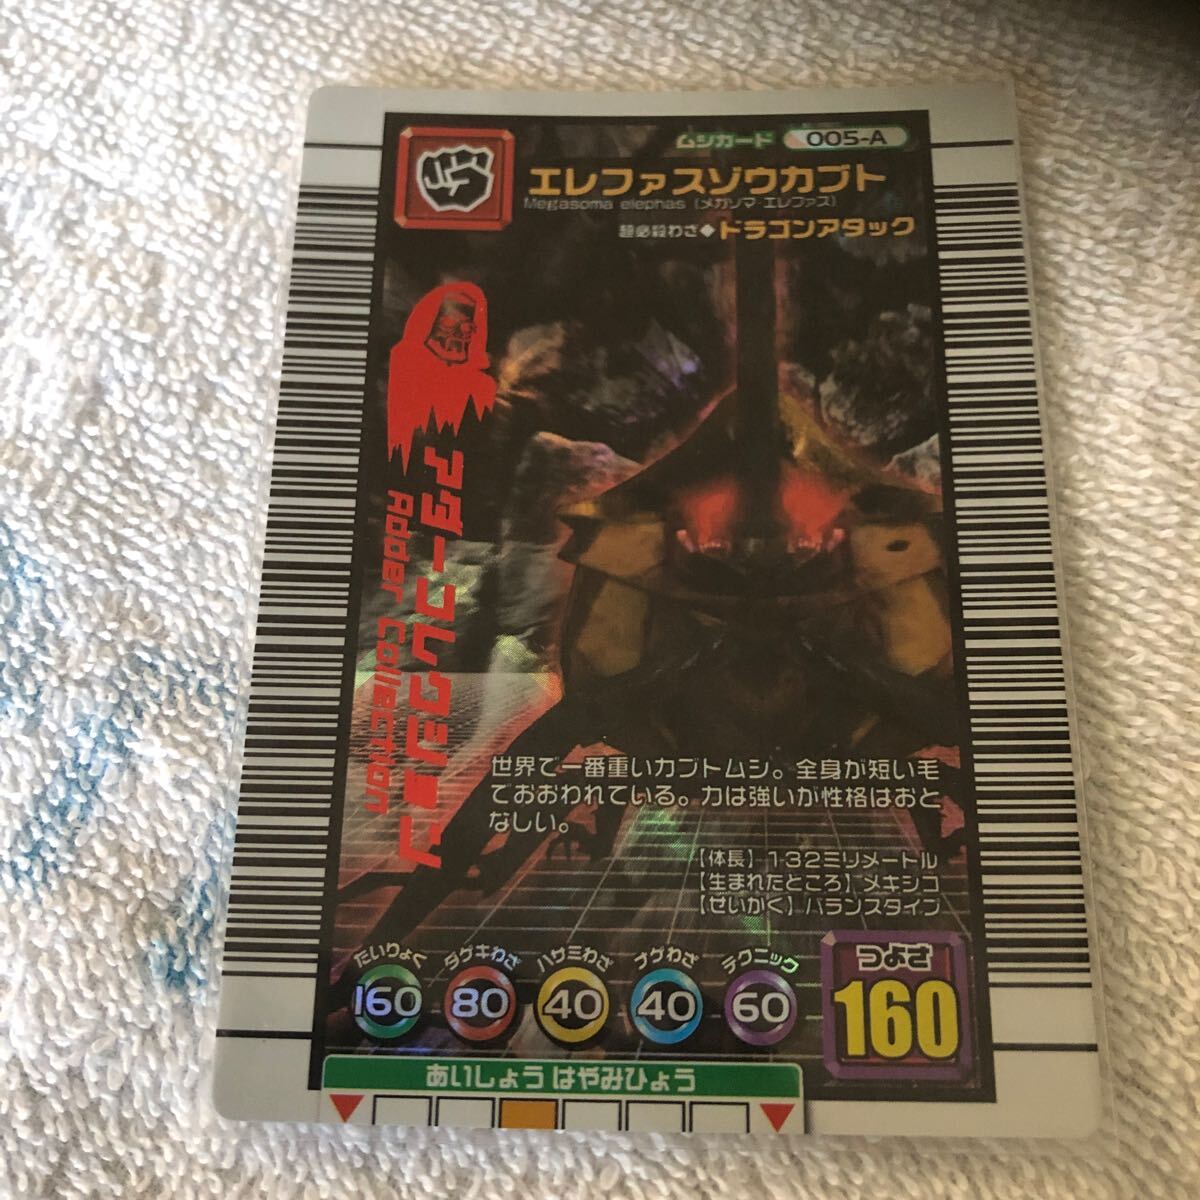 ムシカード 005-A
エレファスゾウカブト
Megasoma elephas (メガソマ・エレファス)
超必殺わざ◆ドラゴンアタック
アダーコレクション
Adder Collection
世界で一番重いカブトムシ。全身が短い毛
でおおわれている。力は強いが性格はおと
なしい。
【体長】132ミリメートル
【生まれたところ】メキシコ
【せいかく】バランスタイプ
たいりょく ダゲキわざ ハサミわざ ナゲわざ テクニック つよさ
160 80 40 40 60 160
あいしょう はやみひょう